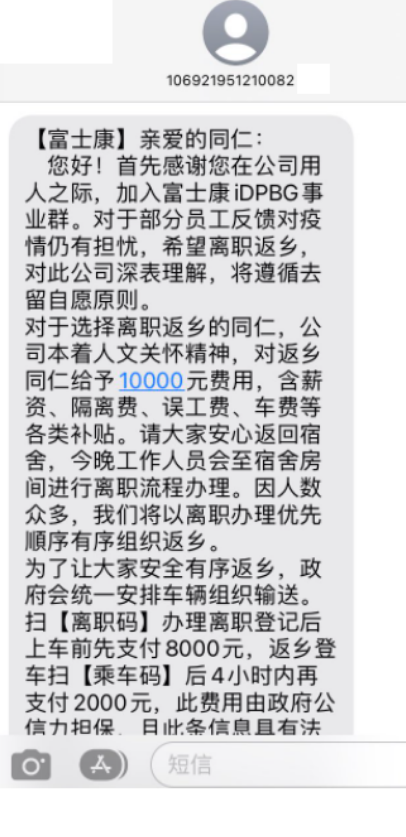 106921951210082
【富士康】亲爱的同仁：
您好！首先感谢您在公司用
人之际，加入富士康 iDPBG 事
业群。对于部分员工反馈对疫
情仍有担忧，希望离职返乡，
对此公司深表理解，将遵循去
留自愿原则。
对于选择离职返乡的同仁，公
司本着人文关怀精神，对返乡
同仁给予 10000 元费用，含薪
资、隔离费、误工费、车费等
各类补贴。请大家安心返回宿
舍，今晚工作人员会至宿舍房
间进行离职流程办理。因人数
众多，我们将以离职办理优先
順序有序组织返乡。
为了让大家安全有序返乡，政
府会统一安排车辆组织输送。
扫【离职码】办理离职登记后
上车前先支付 8000元，返乡登
车扫【乘车码】后 4小时内再
支付 2000元，此费用由政府公
信力担保，且此条信息具有法
短信